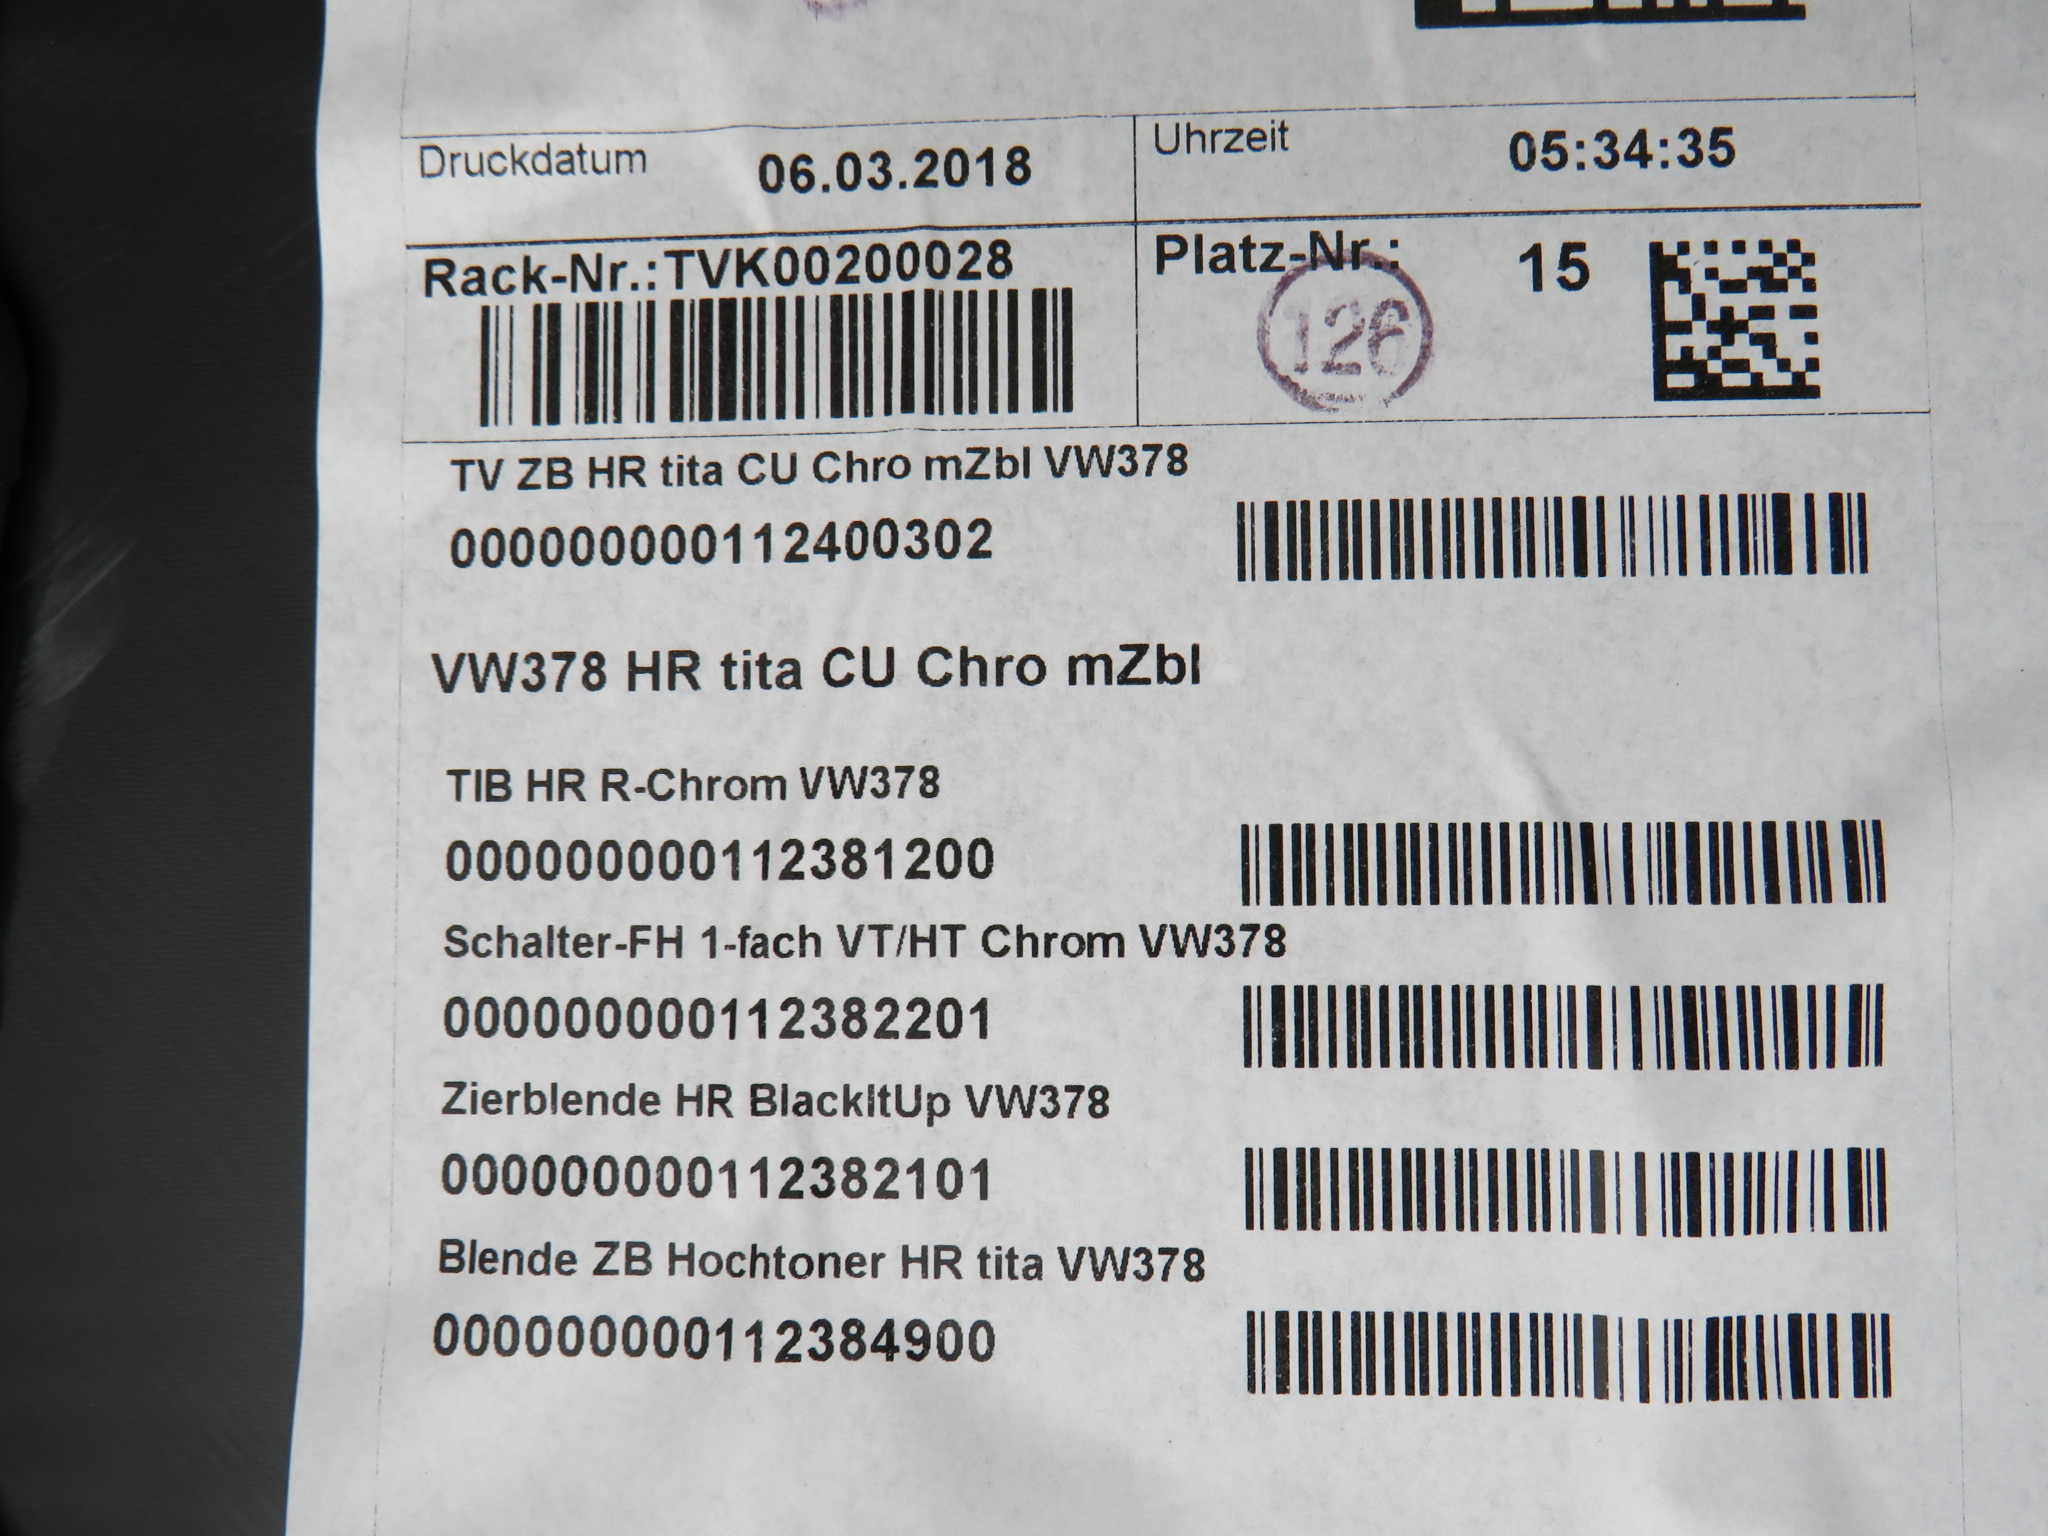 Druckdatum 06.03.2018 Uhrzeit 05:34:35
Rack-Nr.:TVK00200028 Platz-Nr.: 15
126
TV ZB HR tita CU Chro mZbl VW378
000000000112400302
VW378 HR tita CU Chro mZbl
TIB HR R-Chrom VW378
000000000112381200
Schalter-FH 1-fach VT/HT Chrom VW378
000000000112382201
Zierblende HR BlackItUp VW378
000000000112382101
Blende ZB Hochtoner HR tita VW378
000000000112384900